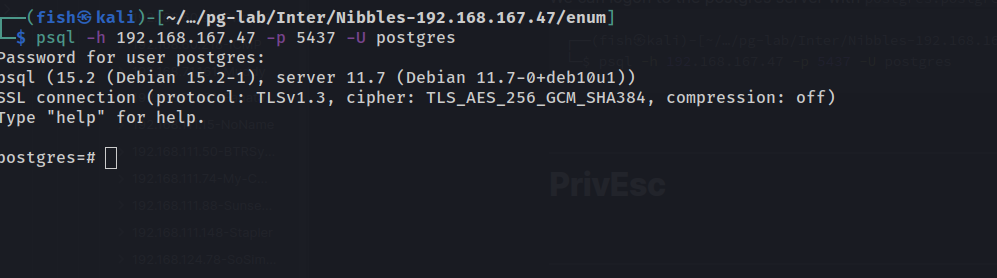 ┌──(fish㉿kali)-[~/…/pg-lab/Inter/Nibbles-192.168.167.47/enum]
└─$ psql -h 192.168.167.47 -p 5437 -U postgres
Password for user postgres:
psql (15.2 (Debian 15.2-1), server 11.7 (Debian 11.7-0+deb10u1))
SSL connection (protocol: TLSv1.3, cipher: TLS_AES_256_GCM_SHA384, compression: off)
Type "help" for help.
postgres=#
PrivEsc